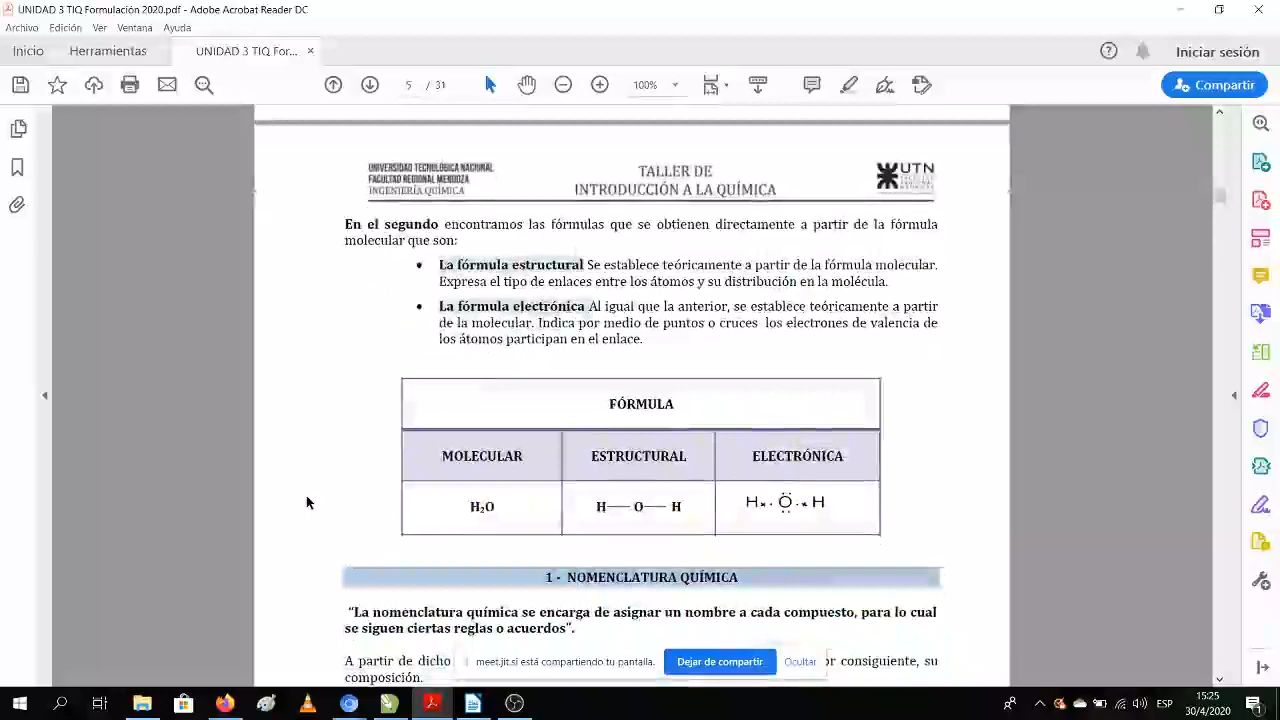 UNIDAD 3 TIQ Formulación 2020.pdf - Adobe Acrobat Reader DC
Archivo Edición Ver Ventana Ayuda
Inicio Herramientas UNIDAD 3 TIQ For... × Iniciar sesión
5 / 31 100% Compartir
UNIVERSIDAD TECNOLÓGICA NACIONAL
FACULTAD REGIONAL MENDOZA
INGENIERÍA QUÍMICA
TALLER DE
INTRODUCCIÓN A LA QUÍMICA
UTN
En el segundo encontramos las fórmulas que se obtienen directamente a partir de la fórmula
molecular que son:
• La fórmula estructural Se establece teóricamente a partir de la fórmula molecular.
Expresa el tipo de enlaces entre los átomos y su distribución en la molécula.
• La fórmula electrónica Al igual que la anterior, se establece teóricamente a partir
de la molecular. Indica por medio de puntos o cruces los electrones de valencia de
los átomos participan en el enlace.
FÓRMULA
MOLECULAR ESTRUCTURAL ELECTRÓNICA
H₂O H — O — H H O H
1 - NOMENCLATURA QUÍMICA
"La nomenclatura química se encarga de asignar un nombre a cada compuesto, para lo cual
se siguen ciertas reglas o acuerdos".
A partir de dicho consiguiente, su
composición.
meet.jit.si está compartiendo tu pantalla. Dejar de compartir Ocultar
ESP
15:25
30/4/2020